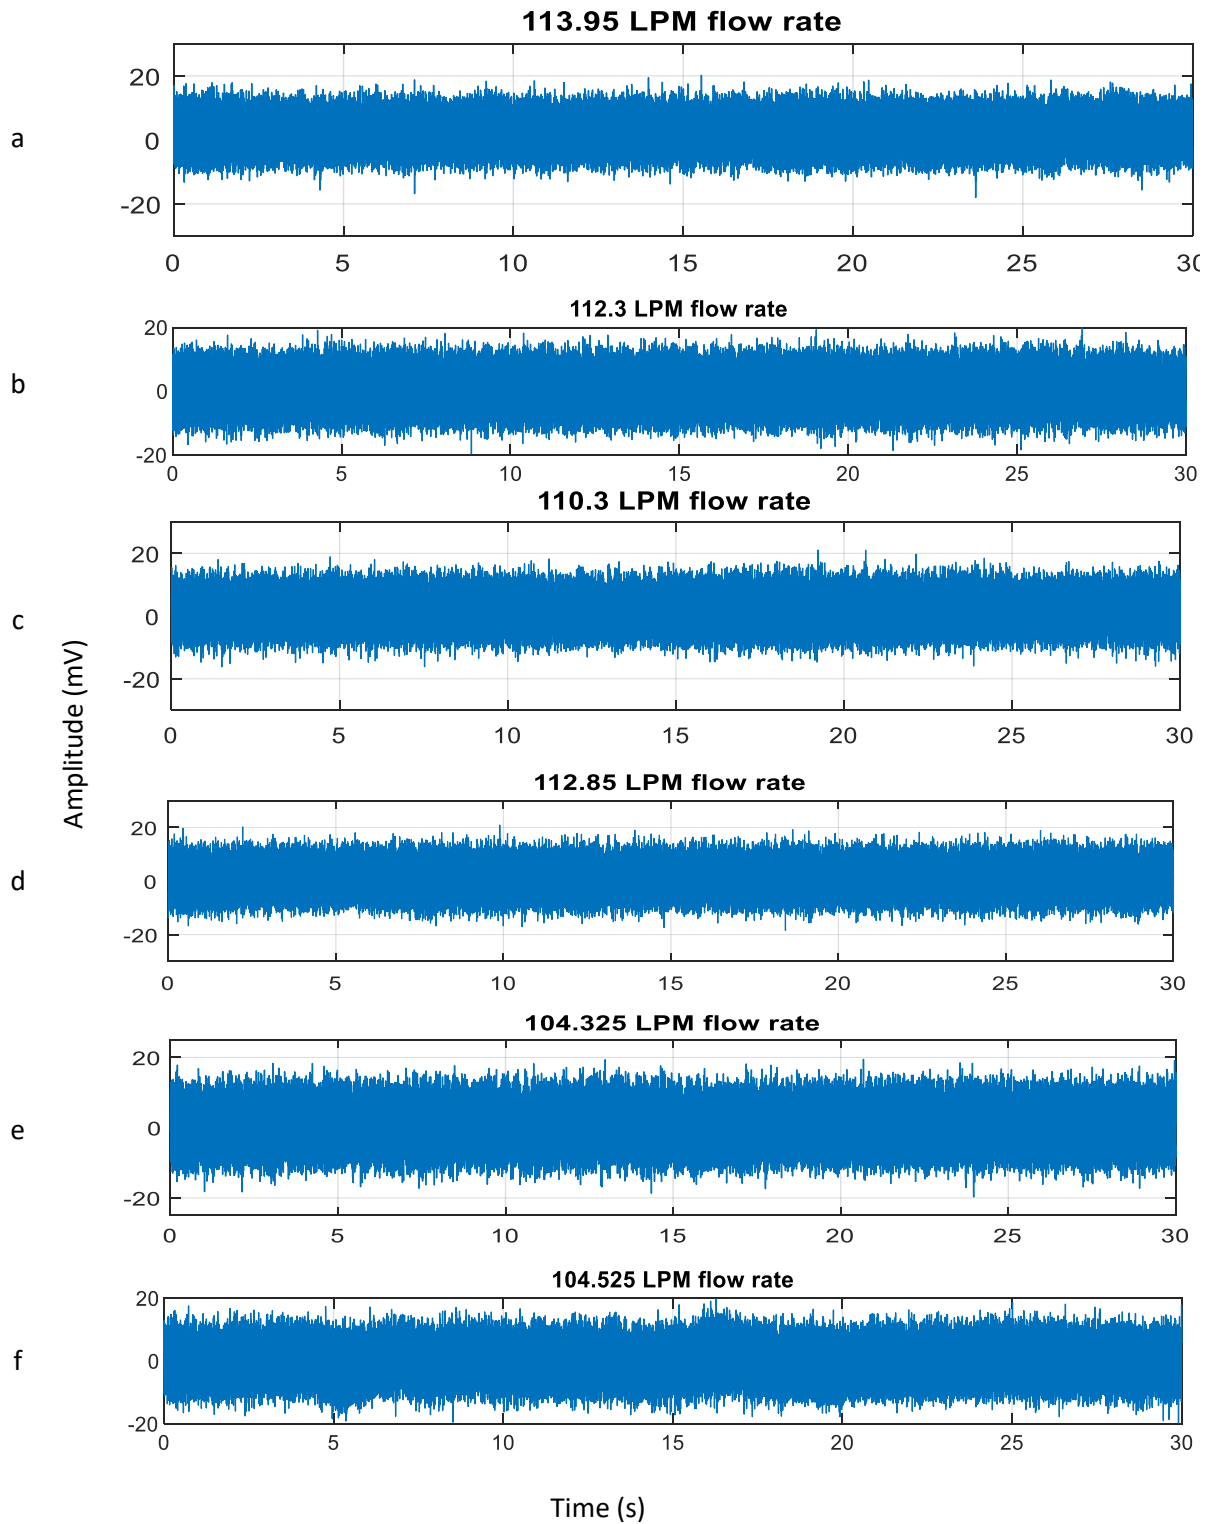 113.95 LPM flow rate
20
a
0
-20
0 5 10 15 20 25 30
112.3 LPM flow rate
20
b
0
-20
0 5 10 15 20 25 30
110.3 LPM flow rate
20
c
0
-20
0 5 10 15 20 25 30
Amplitude (mV)
112.85 LPM flow rate
20
d
0
-20
0 5 10 15 20 25 30
104.325 LPM flow rate
20
e
0
-20
0 5 10 15 20 25 30
104.525 LPM flow rate
20
f
0
-20
0 5 10 15 20 25 30
Time (s)